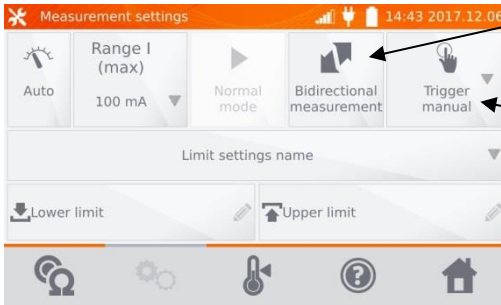 Measurement settings
14:43 2017.12.06
Auto
Range I
(max)
100 mA
Normal
mode
Bidirectional
measurement
Trigger
manual
Limit settings name
Lower limit
Upper limit